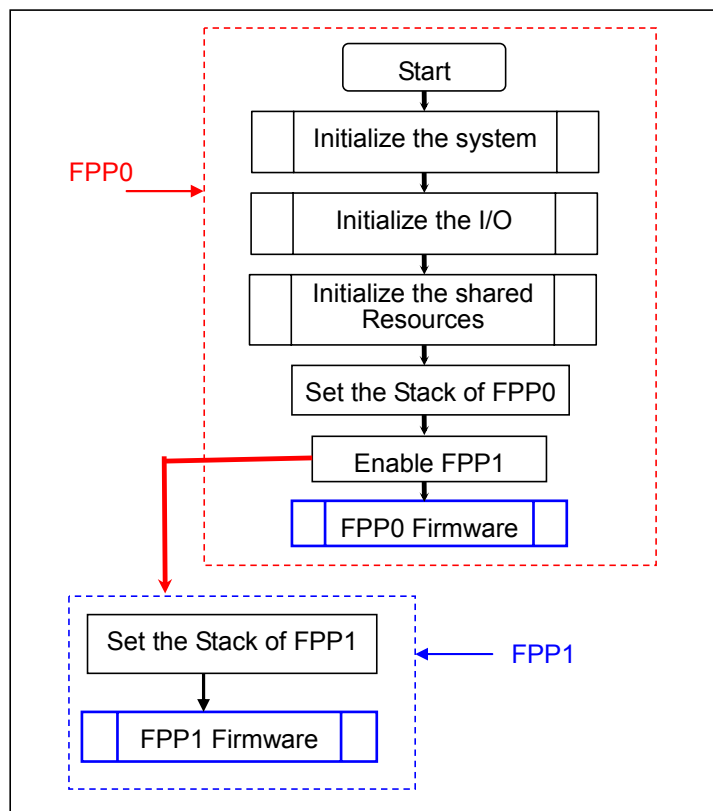 Start
Initialize the system
FPP0
Initialize the I/O
Initialize the shared
Resources
Set the Stack of FPP0
Enable FPP1
FPP0 Firmware
Set the Stack of FPP1
FPP1
FPP1 Firmware